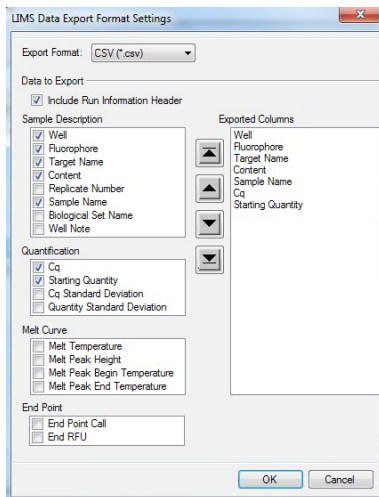 LIMS Data Export Format Settings
Export Format: CSV (*.csv)
Data to Export
Include Run Information Header
Sample Description
Well
Fluorophore
Target Name
Content
Replicate Number
Sample Name
Biological Set Name
Well Note
Quantification
Cq
Starting Quantity
Cq Standard Deviation
Quantity Standard Deviation
Melt Curve
Melt Temperature
Melt Peak Height
Melt Peak Begin Temperature
Melt Peak End Temperature
End Point
End Point Call
End RFU
Exported Columns
Well
Fluorophore
Target Name
Content
Sample Name
Cq
Starting Quantity
OK Cancel